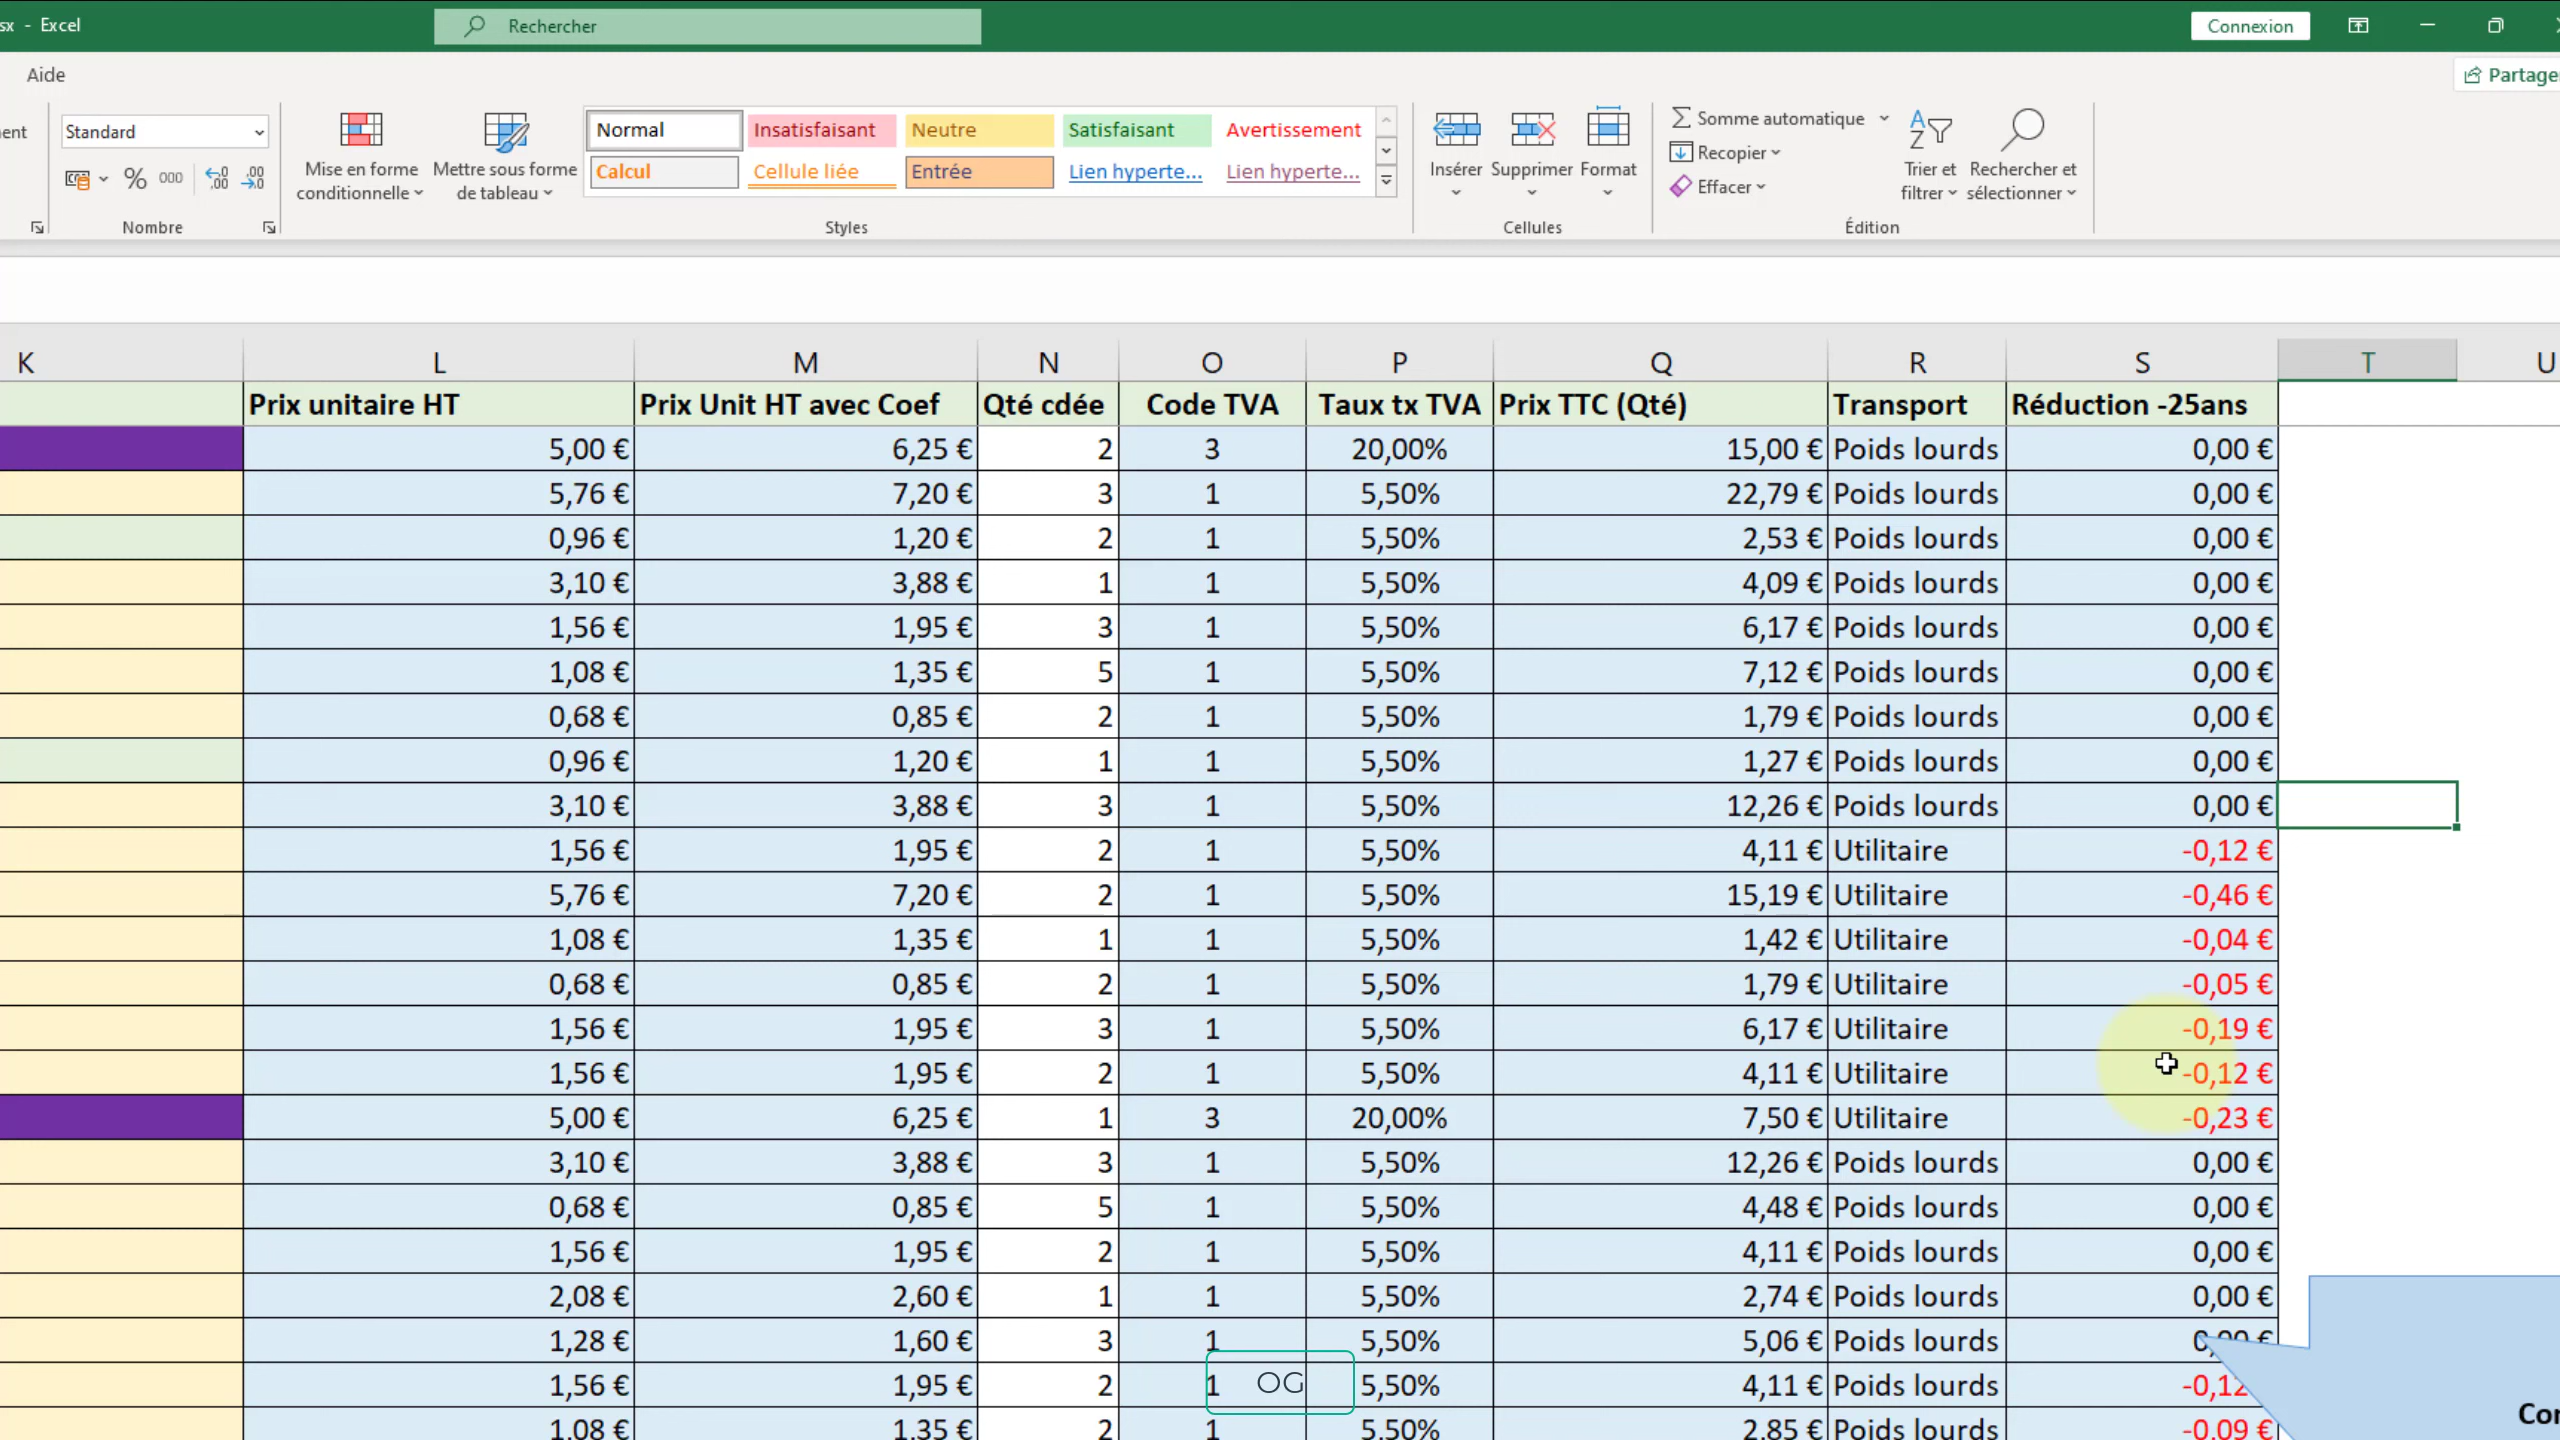 sx - Excel Rechercher Connexion
Aide Partage
ent Standard Mise en forme conditionnelle Mettre sous forme de tableau Normal Insatisfaisant Neutre Satisfaisant Avertissement Insérer Supprimer Format Somme automatique Trier et filtrer Rechercher et sélectionner
% 000 ,00 ,00 Calcul Cellule liée Entrée Lien hyperte... Lien hyperte... Recopier
Effacer
Nombre Styles Cellules Édition
K L M N O P Q R S T U
Prix unitaire HT Prix Unit HT avec Coef Qté cdée Code TVA Taux tx TVA Prix TTC (Qté) Transport Réduction -25ans
5,00 € 6,25 € 2 3 20,00% 15,00 € Poids lourds 0,00 €
5,76 € 7,20 € 3 1 5,50% 22,79 € Poids lourds 0,00 €
0,96 € 1,20 € 2 1 5,50% 2,53 € Poids lourds 0,00 €
3,10 € 3,88 € 1 1 5,50% 4,09 € Poids lourds 0,00 €
1,56 € 1,95 € 3 1 5,50% 6,17 € Poids lourds 0,00 €
1,08 € 1,35 € 5 1 5,50% 7,12 € Poids lourds 0,00 €
0,68 € 0,85 € 2 1 5,50% 1,79 € Poids lourds 0,00 €
0,96 € 1,20 € 1 1 5,50% 1,27 € Poids lourds 0,00 €
3,10 € 3,88 € 3 1 5,50% 12,26 € Poids lourds 0,00 €
1,56 € 1,95 € 2 1 5,50% 4,11 € Utilitaire -0,12 €
5,76 € 7,20 € 2 1 5,50% 15,19 € Utilitaire -0,46 €
1,08 € 1,35 € 1 1 5,50% 1,42 € Utilitaire -0,04 €
0,68 € 0,85 € 2 1 5,50% 1,79 € Utilitaire -0,05 €
1,56 € 1,95 € 3 1 5,50% 6,17 € Utilitaire -0,19 €
1,56 € 1,95 € 2 1 5,50% 4,11 € Utilitaire -0,12 €
5,00 € 6,25 € 1 3 20,00% 7,50 € Utilitaire -0,23 €
3,10 € 3,88 € 3 1 5,50% 12,26 € Poids lourds 0,00 €
0,68 € 0,85 € 5 1 5,50% 4,48 € Poids lourds 0,00 €
1,56 € 1,95 € 2 1 5,50% 4,11 € Poids lourds 0,00 €
2,08 € 2,60 € 1 1 5,50% 2,74 € Poids lourds 0,00 €
1,28 € 1,60 € 3 1 5,50% 5,06 € Poids lourds 0,00 €
1,56 € 1,95 € 2 1 OG 5,50% 4,11 € Poids lourds -0,12
1,08 € 1,35 € 2 1 5,50% 2,85 € Poids lourds -0,09 € Con